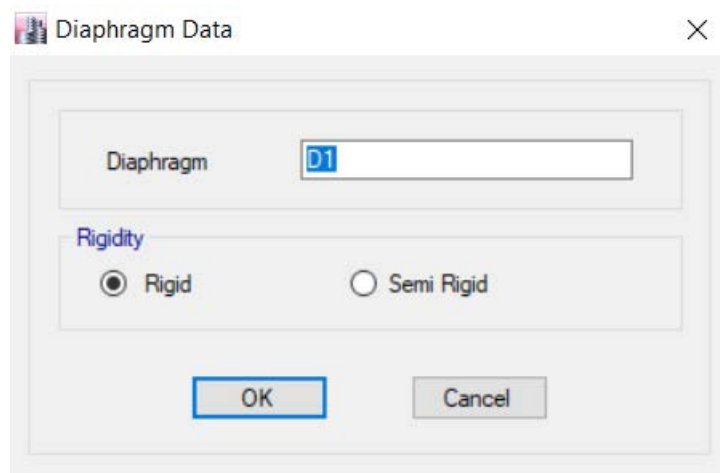 Diaphragm Data
Diaphragm D1
Rigidity
Rigid Semi Rigid
OK Cancel